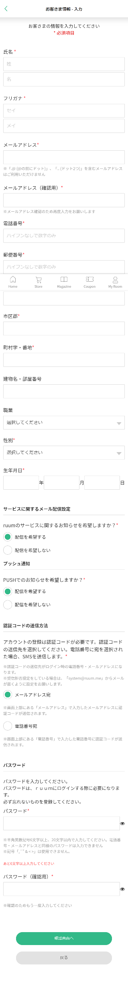 お客さま情報 - 入力
お客さまの情報を入力してください
* 必須項目
氏名 *
姓
名
フリガナ *
セイ
メイ
メールアドレス*
※「.@ (@の前にドット)」、「.. (ドット2つ)」を含むメールアドレス
はご利用いただけません
メールアドレス（確認用）*
※メールアドレス確認のため再度入力をお願いします
電話番号*
ハイフンなしで数字のみ
郵便番号*
ハイフンなしで数字のみ
Home Store Magazine Coupon My Room
市区郡*
町村字・番地*
建物名・部屋番号
職業
選択してください
性別*
選択してください
生年月日*
年 月 日
サービスに関するメール配信設定
ruumのサービスに関するお知らせを希望しますか？*
配信を希望する
配信を希望しない
プッシュ通知
PUSHでのお知らせを希望しますか？*
配信を希望する
配信を希望しない
認証コードの送信方法
アカウントの登録は認証コードが必要です。認証コード
の送信先を選択してください。電話番号に宛を選択され
た場合、SMSを送信します。*
※認証コードの送信先がログイン時の電話番号・メールアドレスにな
ります。
※受信拒否設定をしている場合は、「system@ruum.me」からメール
が届くように設定をお願いします。
メールアドレス宛
※画面上部にある「メールアドレス」で入力したメールアドレスに認
証コードが送信されます。
電話番号宛
※画面上部にある「電話番号」で入力した電話番号に認証コードが送
信されます。
パスワード
パスワードを入力してください。
パスワードは、ｒｕｕｍにログインする際に必要になりま
す。
必ず忘れないものを登録してください。
パスワード*
※半角英数記号6文字以上、20文字以内で入力してください。電話番
号・メールアドレスと同様のパスワードは入力できません
※記号「, ' " & < >」は使用できません。
あと6文字以上入力してください
パスワード（確認用）*
※確認のためもう一度入力してください
確認画面へ
戻る